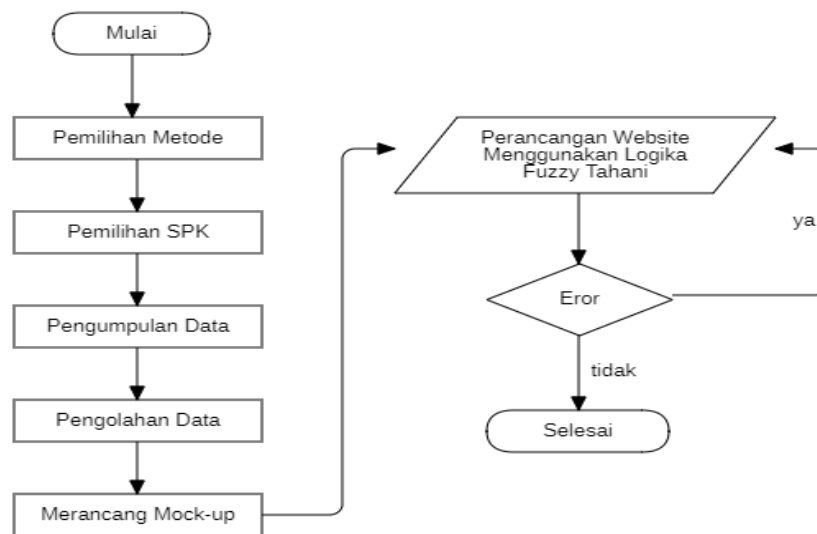 Mulai
Pemilihan Metode
Pemilihan SPK
Pengumpulan Data
Pengolahan Data
Merancang Mock-up
Perancangan Website
Menggunakan Logika
Fuzzy Tahani
ya
Eror
tidak
Selesai